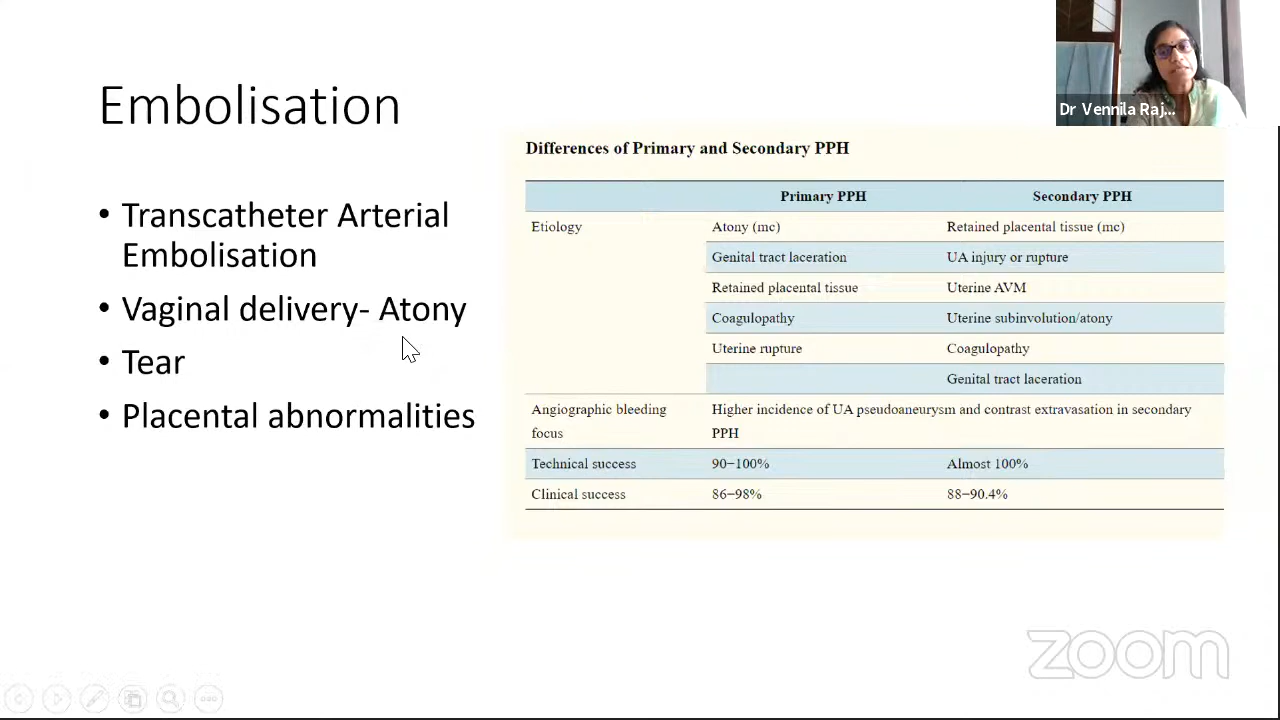 Embolisation
• Transcatheter Arterial
Embolisation
• Vaginal delivery- Atony
• Tear
• Placental abnormalities
Differences of Primary and Secondary PPH
Primary PPH Secondary PPH
Etiology Atony (mc) Retained placental tissue (mc)
Genital tract laceration UA injury or rupture
Retained placental tissue Uterine AVM
Coagulopathy Uterine subinvolution/atony
Uterine rupture Coagulopathy
Genital tract laceration
Angiographic bleeding Higher incidence of UA pseudoaneurysm and contrast extravasation in secondary
focus PPH
Technical success 90−100% Almost 100%
Clinical success 86−98% 88−90.4%
Dr Vennila Raj...
zoom